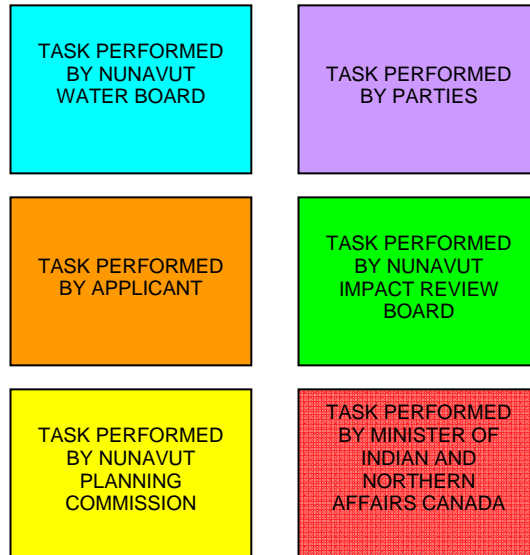 TASK PERFORMED
BY NUNAVUT
WATER BOARD
TASK PERFORMED
BY PARTIES
TASK PERFORMED
BY APPLICANT
TASK PERFORMED
BY NUNAVUT
IMPACT REVIEW
BOARD
TASK PERFORMED
BY NUNAVUT
PLANNING
COMMISSION
TASK PERFORMED
BY MINISTER OF
INDIAN AND
NORTHERN
AFFAIRS CANADA